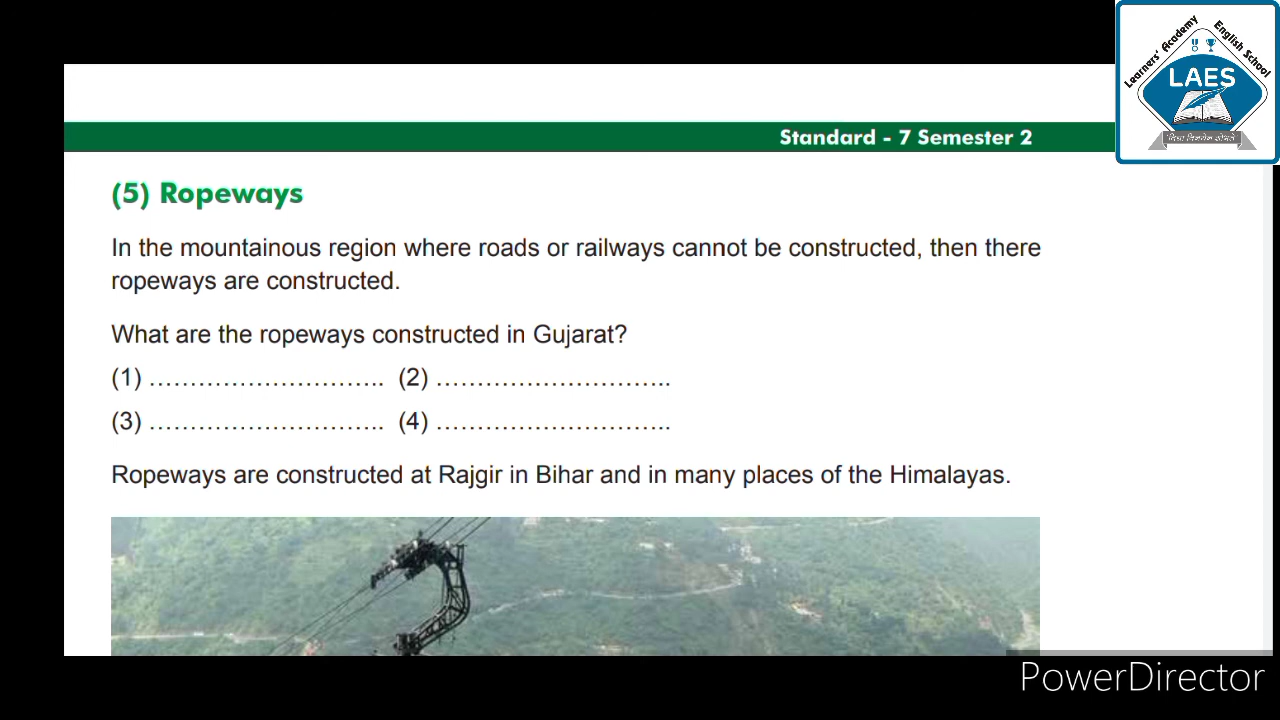 Learners' Academy English School
LAES
Standard - 7 Semester 2
(5) Ropeways
In the mountainous region where roads or railways cannot be constructed, then there
ropeways are constructed.
What are the ropeways constructed in Gujarat?
(1) ………………………. (2) ………………………..
(3) ………………………. (4) ………………………..
Ropeways are constructed at Rajgir in Bihar and in many places of the Himalayas.
PowerDirector